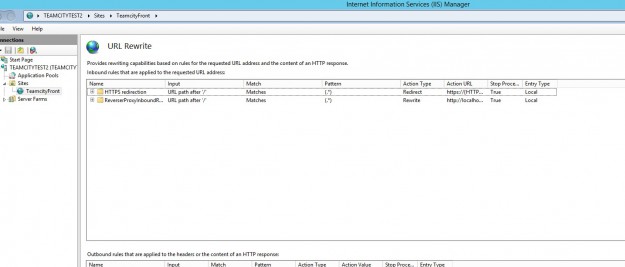 Internet Information Services (IIS) Manager
TEAMCITYTEST2 ▸ Sites ▸ TeamcityFront ▸
View Help
nnections
Start Page
TEAMCITYTEST2 (TEAMCITYTE
Application Pools
Sites
TeamcityFront
Server Farms
URL Rewrite
Provides rewriting capabilities based on rules for the requested URL address and the content of an HTTP response.
Inbound rules that are applied to the requested URL address:
Name Input Match Pattern Action Type Action URL Stop Proce... Entry Type
HTTPS redirection URL path after '/' Matches (.*) Redirect https://{HTTP... True Local
ReverseProxyInboundR... URL path after '/' Matches (.*) Rewrite http://localho... True Local
Outbound rules that are applied to the headers or the content of an HTTP response:
Name Input Match Pattern Action Type Action Value Stop Proce... Entry Type